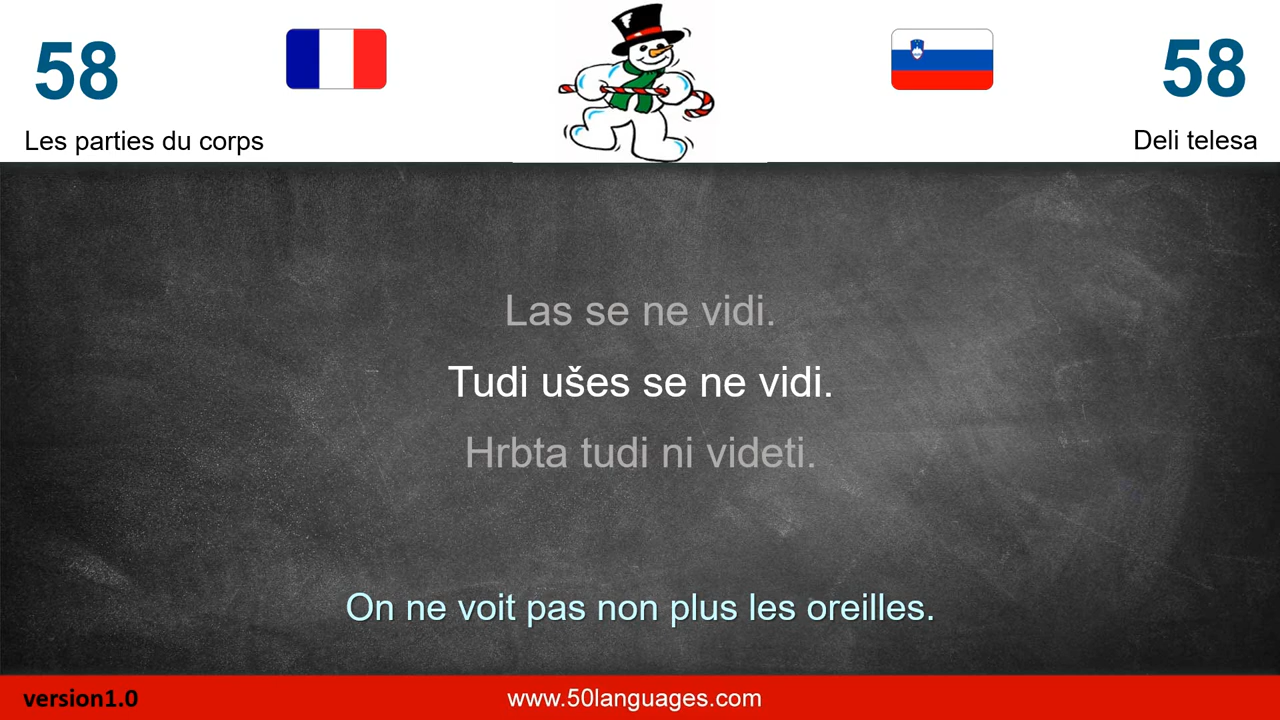 58
58
Les parties du corps
Deli telesa
Las se ne vidi.
Tudi ušes se ne vidi.
Hrbta tudi ni videti.
On ne voit pas non plus les oreilles.
version1.0
www.50languages.com